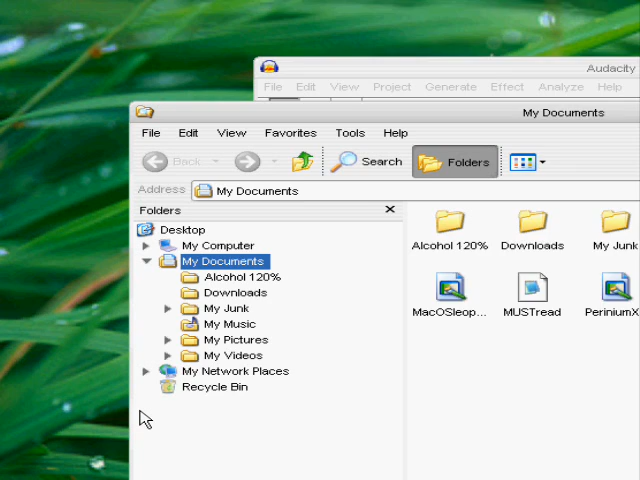 Audacity
File Edit View Project Generate Effect Analyze Help
My Documents
File Edit View Favorites Tools Help
Back Search Folders
Address My Documents
Folders
Desktop
My Computer
My Documents
Alcohol 120%
Downloads
My Junk
My Music
My Pictures
My Videos
My Network Places
Recycle Bin
Alcohol 120% Downloads My Junk
MacOSleop... MUSTread PeriniumX